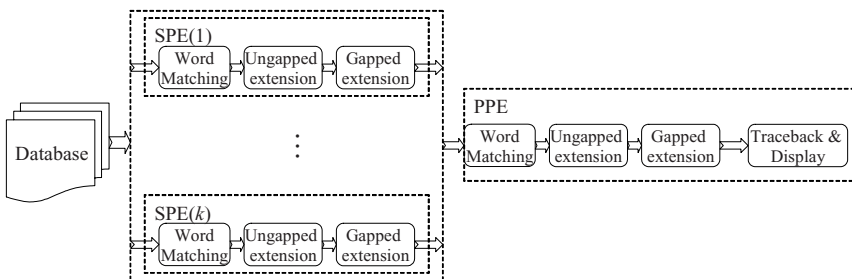 SPE(1)
Word Matching
Ungapped extension
Gapped extension
Database
PPE
Word Matching
Ungapped extension
Gapped extension
Traceback & Display
SPE(k)
Word Matching
Ungapped extension
Gapped extension